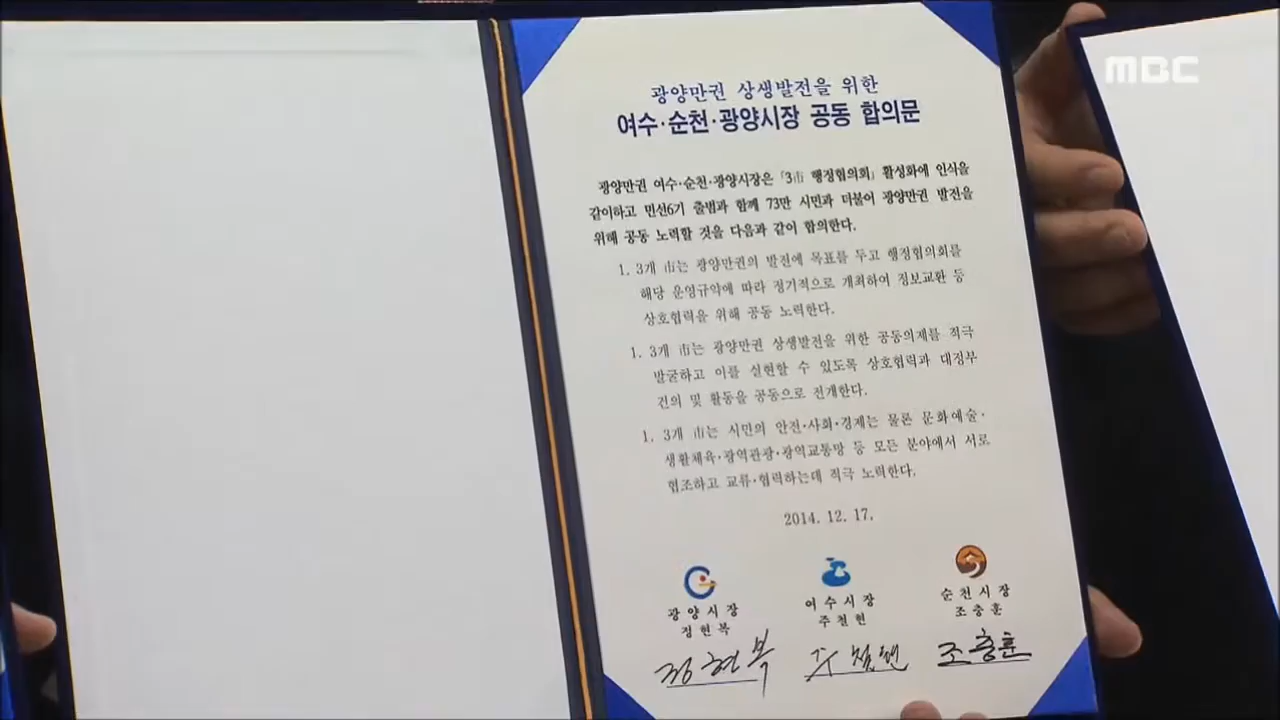 MBC
광양만권 상생발전을 위한
여수·순천·광양시장 공동 합의문
광양만권 여수·순천·광양시장은 「3市 행정협의회」 활성화에 인식을
같이하고 민선6기 출범과 함께 73만 시민과 더불어 광양만권 발전을
위해 공동 노력할 것을 다음과 같이 합의한다.
1. 3개 市는 광양만권의 발전에 목표를 두고 행정협의회를
해당 운영규약에 따라 정기적으로 개최하여 정보교환 등
상호협력을 위해 공동 노력한다.
1. 3개 市는 광양만권 상생발전을 위한 공동의제를 적극
발굴하고 이를 실현할 수 있도록 상호협력과 대정부
건의 및 활동을 공동으로 전개한다.
1. 3개 市는 시민의 안전·사회·경제는 물론 문화예술·
생활체육·광역관광·광역교통망 등 모든 분야에서 서로
협조하고 교류·협력하는데 적극 노력한다.
2014. 12. 17.
광양시장 여수시장 순천시장
정현복 주철현 조충훈
정현복 주철현 조충훈